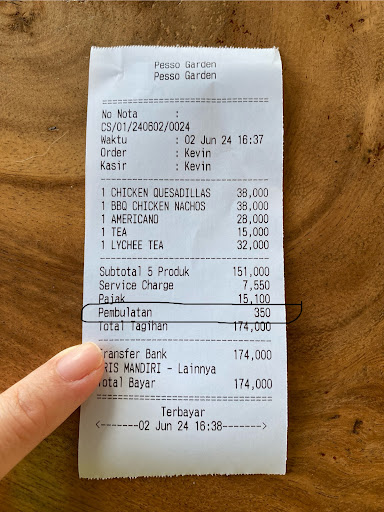 Pesso Garden
Pesso Garden
No Nota :
CS/01/240602/0024
Waktu : 02 Jun 24 16:37
Order : Kevin
Kasir : Kevin
1 CHICKEN QUESADILLAS 38,000
1 BBQ CHICKEN NACHOS 38,000
1 AMERICANO 28,000
1 TEA 15,000
1 LYCHEE TEA 32,000
Subtotal 5 Produk 151,000
Service Charge 7,550
Pajak 15,100
Pembulatan 350
Total Tagihan 174,000
Transfer Bank 174,000
RIS MANDIRI - Lainnya
Total Bayar 174,000
Terbayar
<-------02 Jun 24 16:38------->